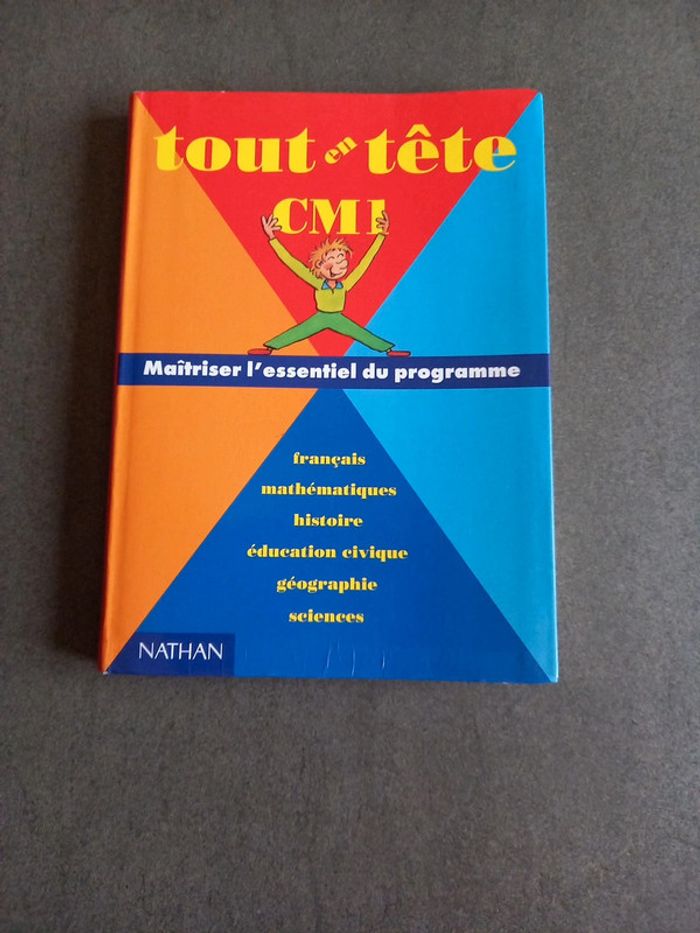 tout en tête
CM1
Maîtriser l'essentiel du programme
français
mathématiques
histoire
éducation civique
géographie
sciences
NATHAN